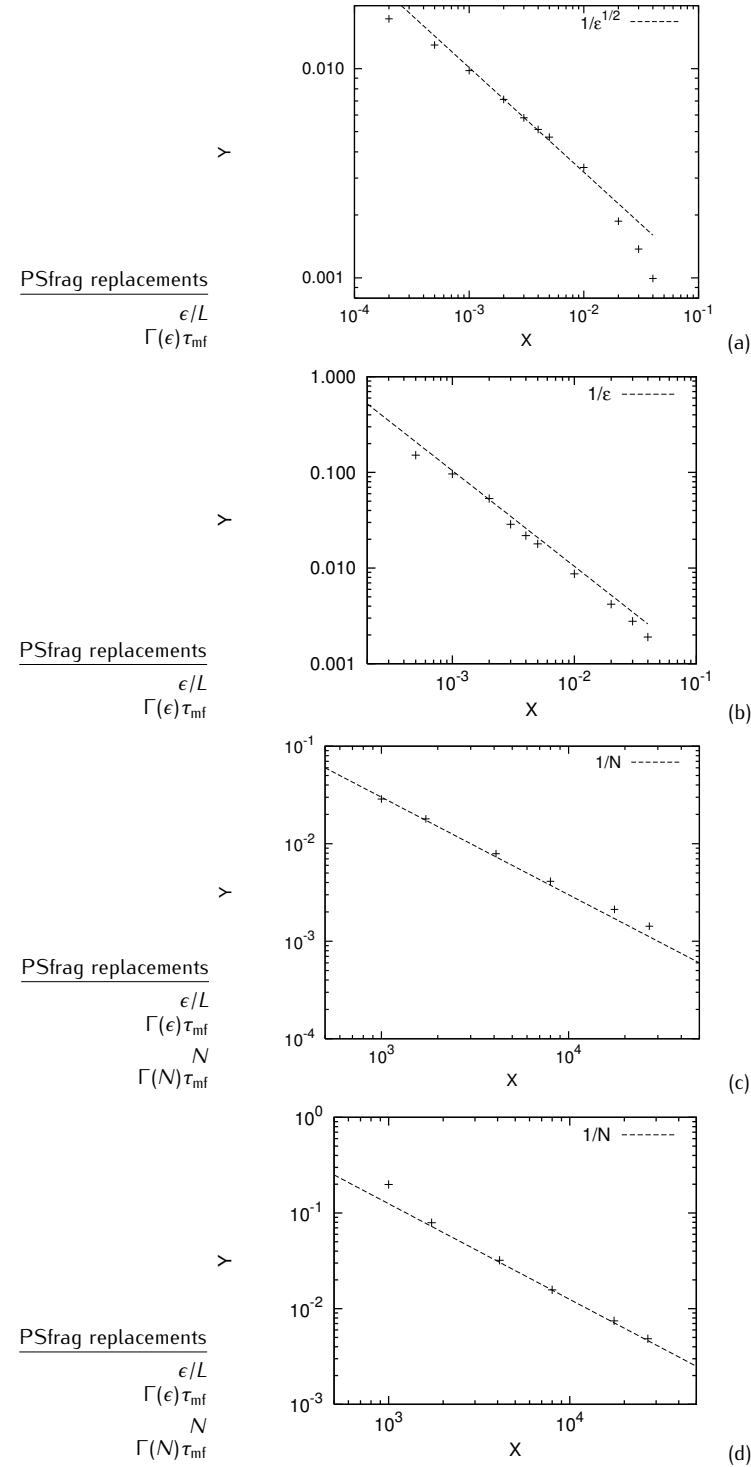 1/ε^1/2
0.010
Y
0.001
10^-4 10^-3 10^-2 10^-1
X
PSfrag replacements
ϵ/L
Γ(ϵ)τ_mf
(a)
1.000
1/ε
0.100
Y
0.010
0.001
10^-3 10^-2 10^-1
X
PSfrag replacements
ϵ/L
Γ(ϵ)τ_mf
(b)
10^-1
1/N
10^-2
Y
10^-3
10^-4
10^3 10^4
X
PSfrag replacements
ϵ/L
Γ(ϵ)τ_mf
N
Γ(N)τ_mf
(c)
10^0
1/N
10^-1
Y
10^-2
10^-3
10^3 10^4
X
PSfrag replacements
ϵ/L
Γ(ϵ)τ_mf
N
Γ(N)τ_mf
(d)